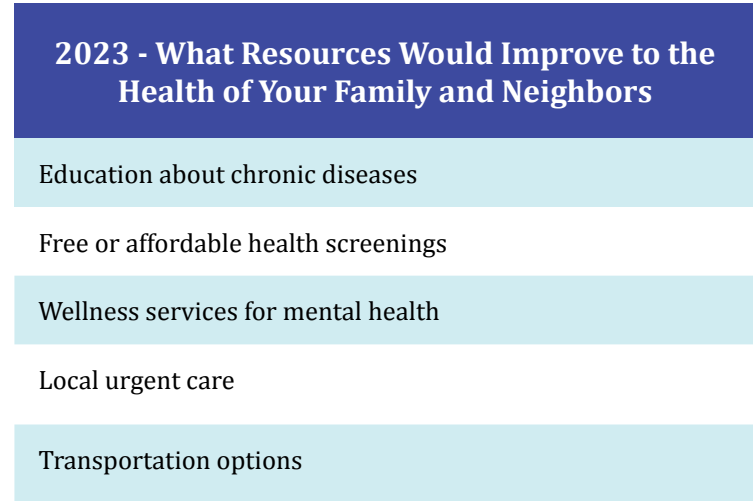 2023 - What Resources Would Improve to the
Health of Your Family and Neighbors
Education about chronic diseases
Free or affordable health screenings
Wellness services for mental health
Local urgent care
Transportation options